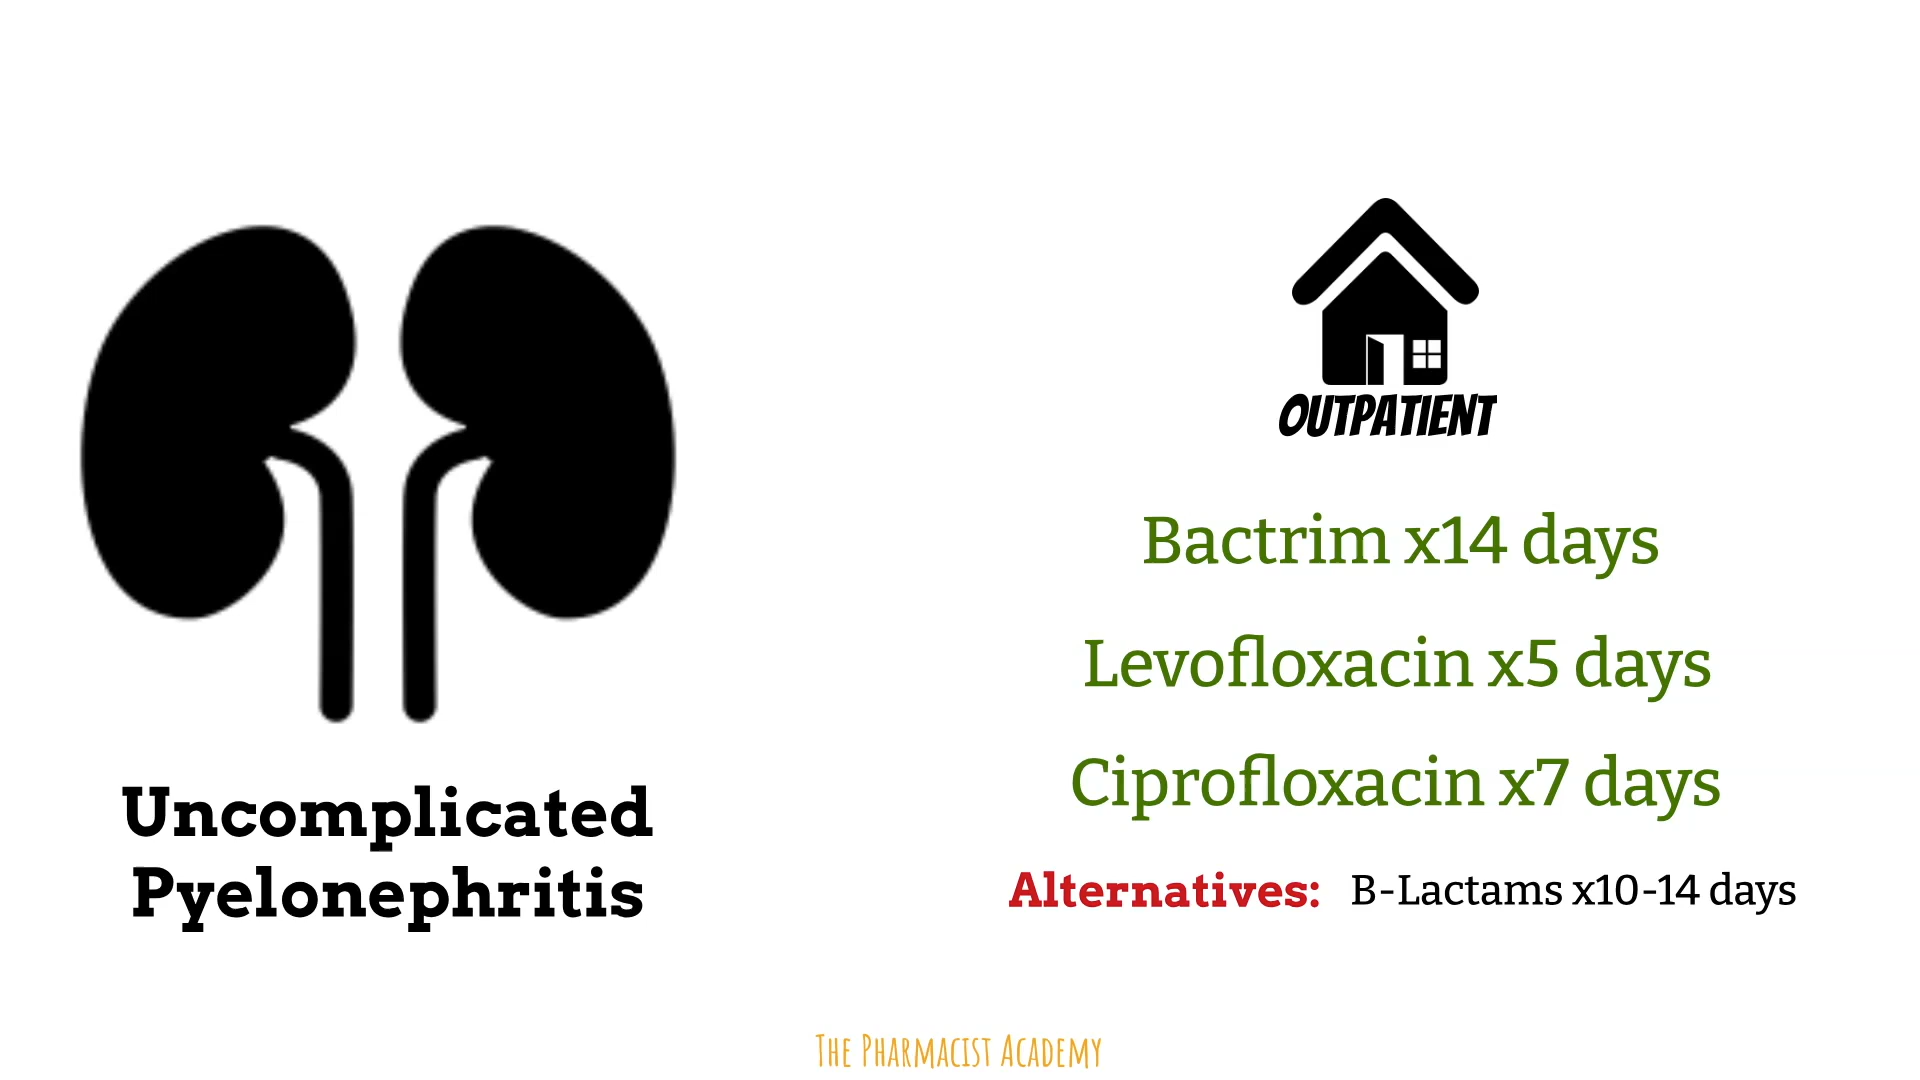 OUTPATIENT
Bactrim x14 days
Levofloxacin x5 days
Ciprofloxacin x7 days
Alternatives: B-Lactams x10-14 days
Uncomplicated
Pyelonephritis
The Pharmacist Academy